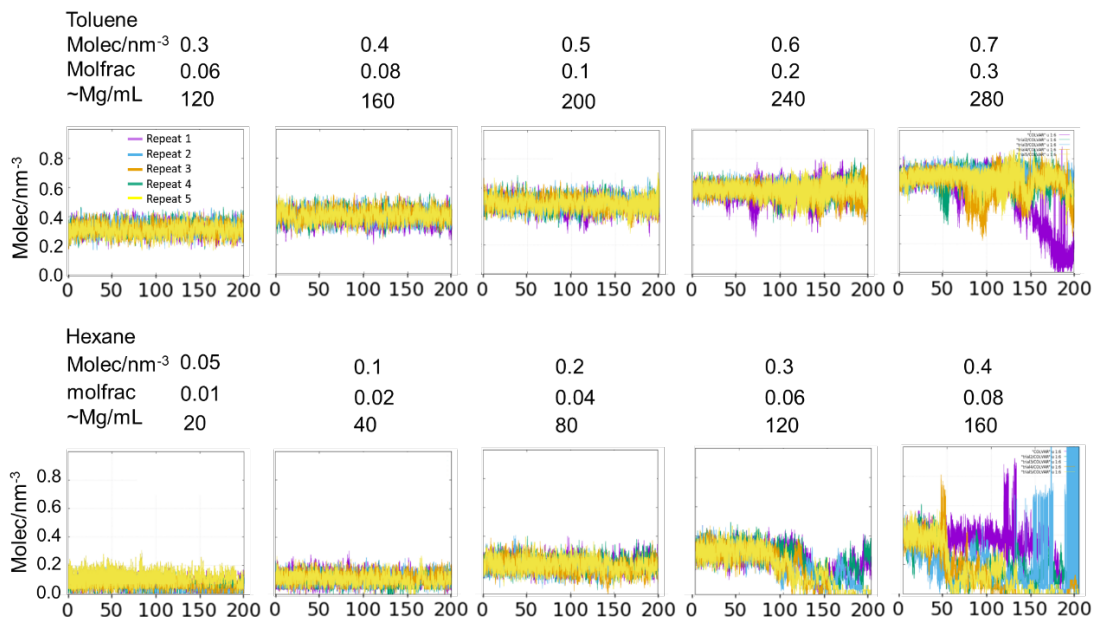 Toluene
Molec/nm-3 0.3 0.4 0.5 0.6 0.7
Molfrac 0.06 0.08 0.1 0.2 0.3
~Mg/mL 120 160 200 240 280
Repeat 1
Repeat 2
Repeat 3
Repeat 4
Repeat 5
Molec/nm-3
0.8
0.6
0.4
0.2
0.0
0 50 100 150 200 0 50 100 150 200 0 50 100 150 200 0 50 100 150 200 0 50 100 150 200
Hexane
Molec/nm-3 0.05 0.1 0.2 0.3 0.4
molfrac 0.01 0.02 0.04 0.06 0.08
~Mg/mL 20 40 80 120 160
Molec/nm-3
0.8
0.6
0.4
0.2
0.0
0 50 100 150 200 0 50 100 150 200 0 50 100 150 200 0 50 100 150 200 0 50 100 150 200